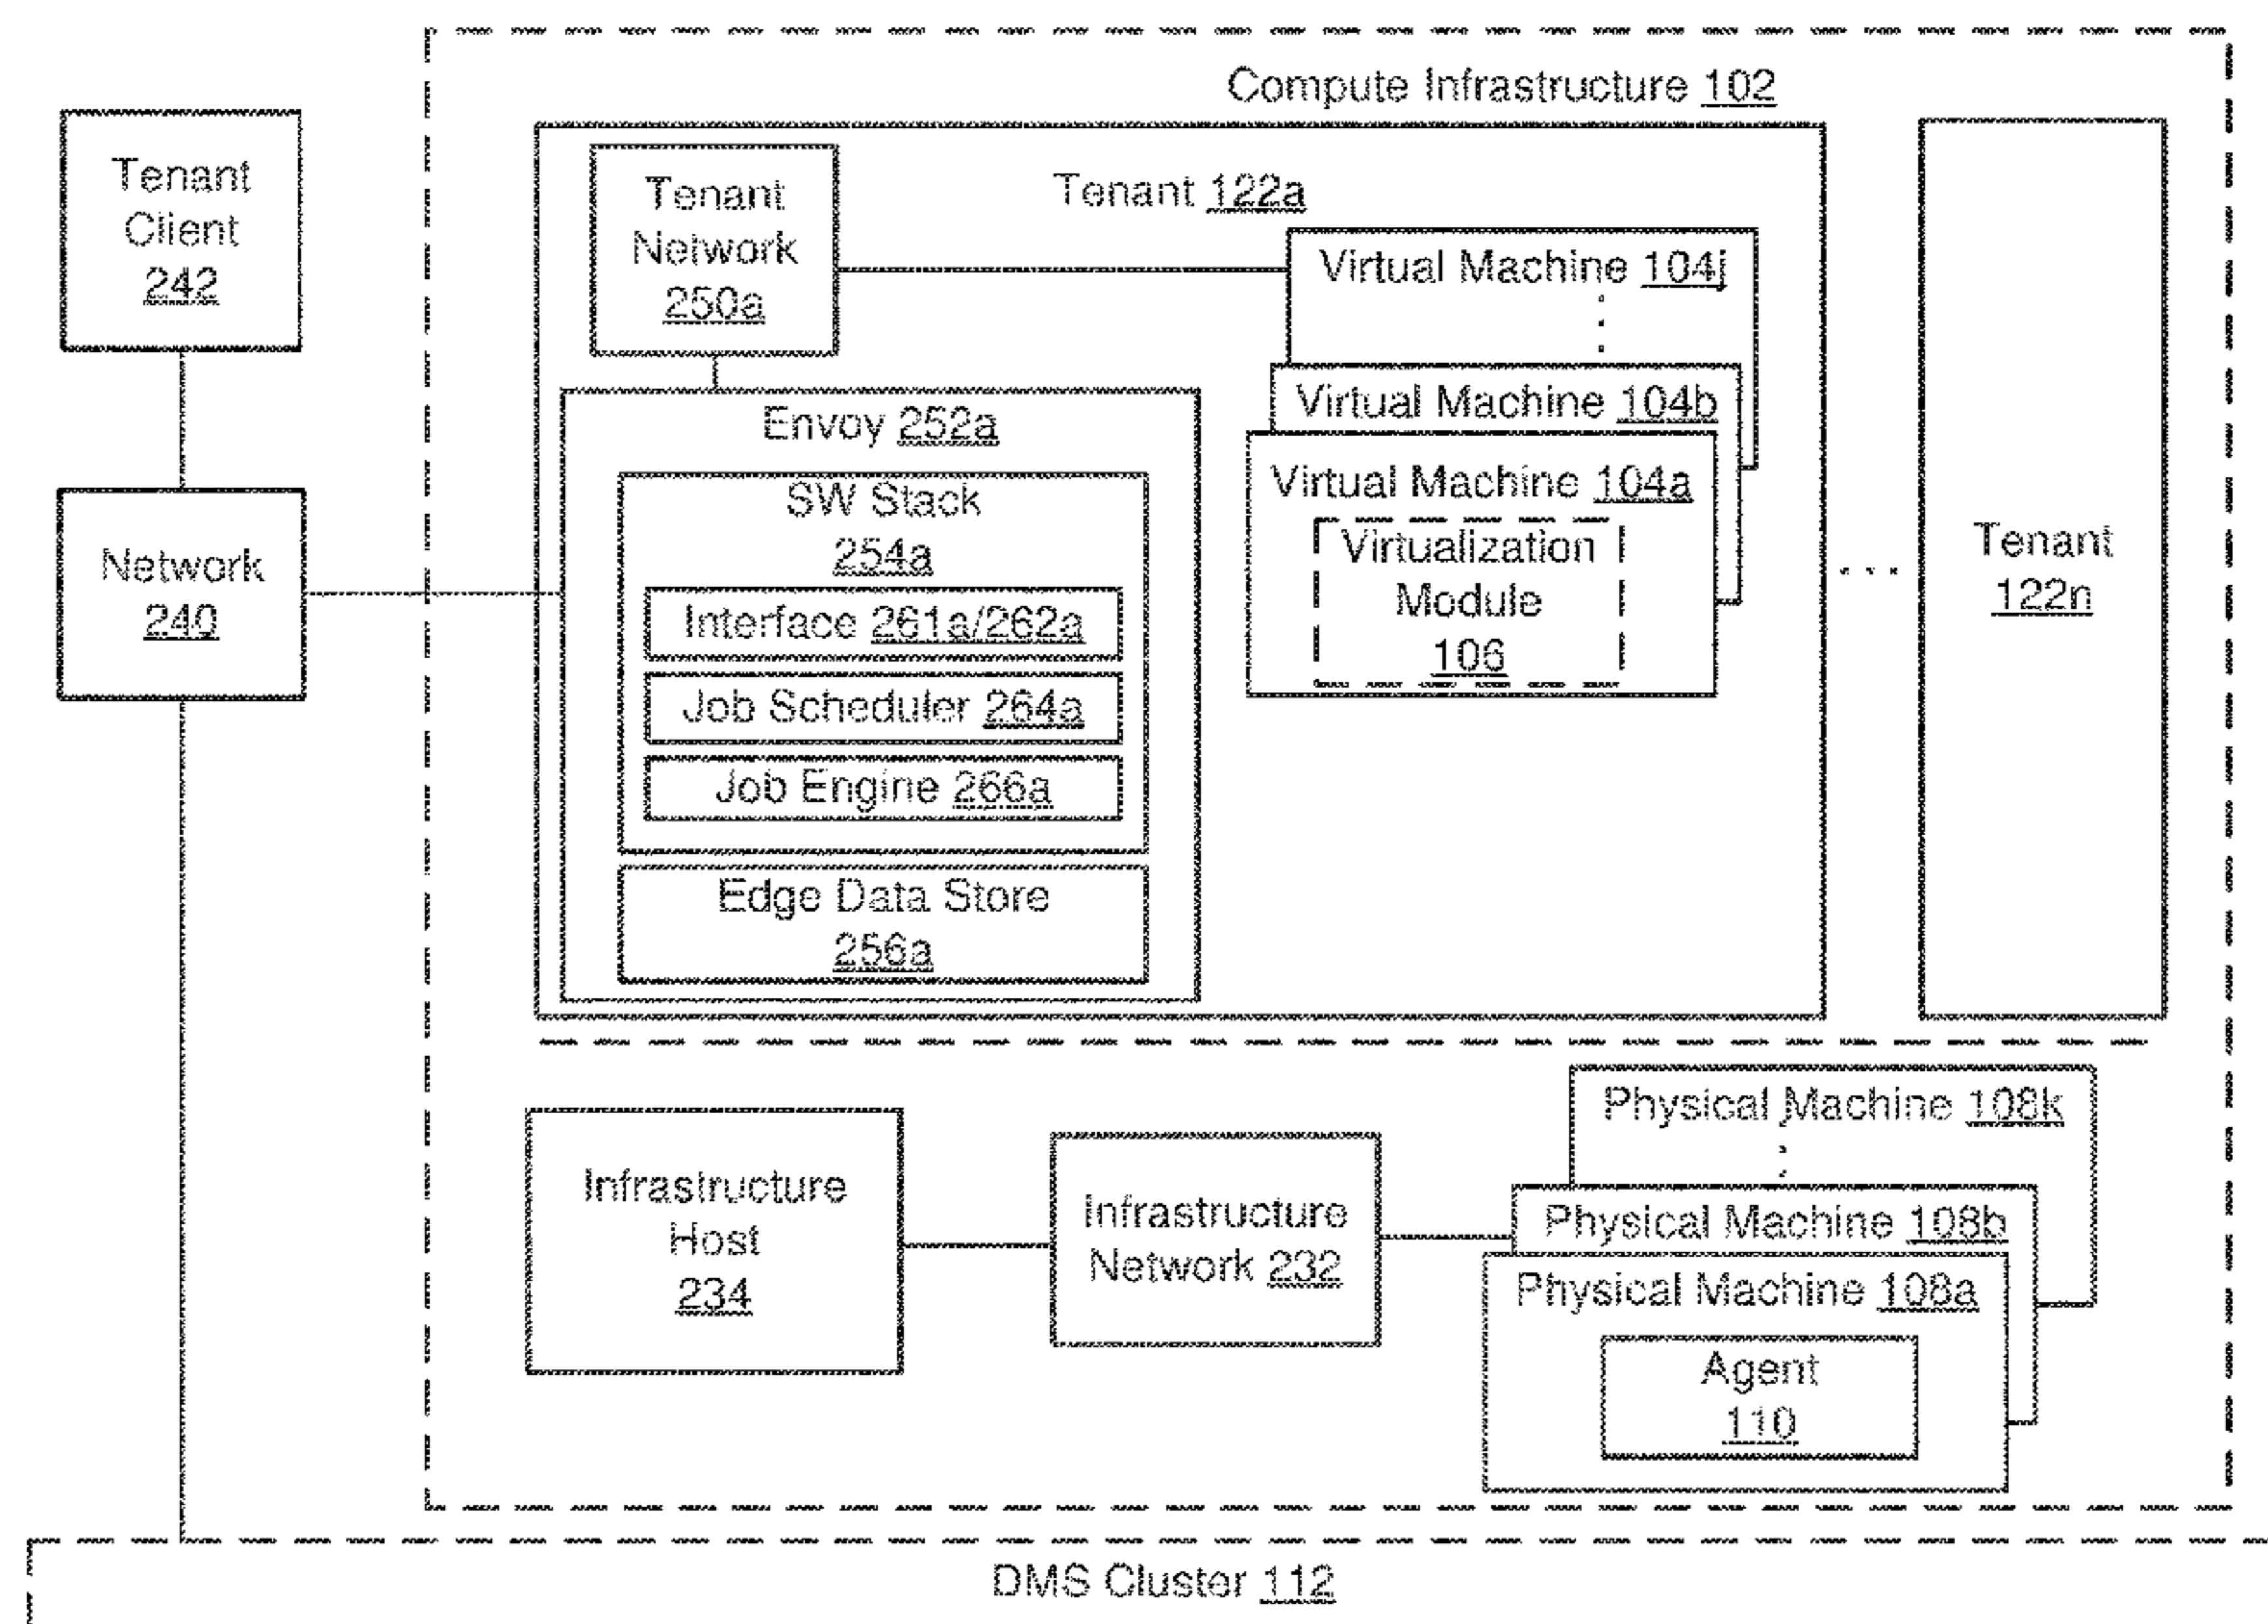 Compute Infrastructure 102
Tenant
Client
242
Network
240
Tenant 122a
Tenant
Network
250a
Envoy 252a
SW Stack
254a
Interface 261a/262a
Job Scheduler 264a
Job Engine 266a
Edge Data Store
256a
Virtual Machine 104j
Virtual Machine 104b
Virtual Machine 104a
Virtualization
Module
106
Tenant
122n
Infrastructure
Host
234
Infrastructure
Network 232
Physical Machine 108k
Physical Machine 108b
Physical Machine 108a
Agent
110
DMS Cluster 112